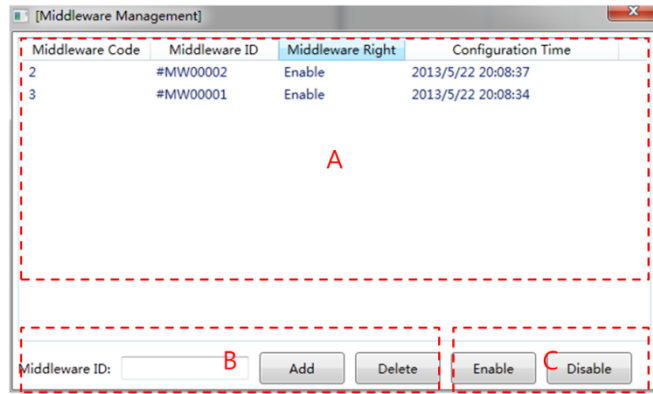 [Middleware Management]
Middleware Code Middleware ID Middleware Right Configuration Time
2 #MW00002 Enable 2013/5/22 20:08:37
3 #MW00001 Enable 2013/5/22 20:08:34
A
Middleware ID: B Add Delete Enable C Disable